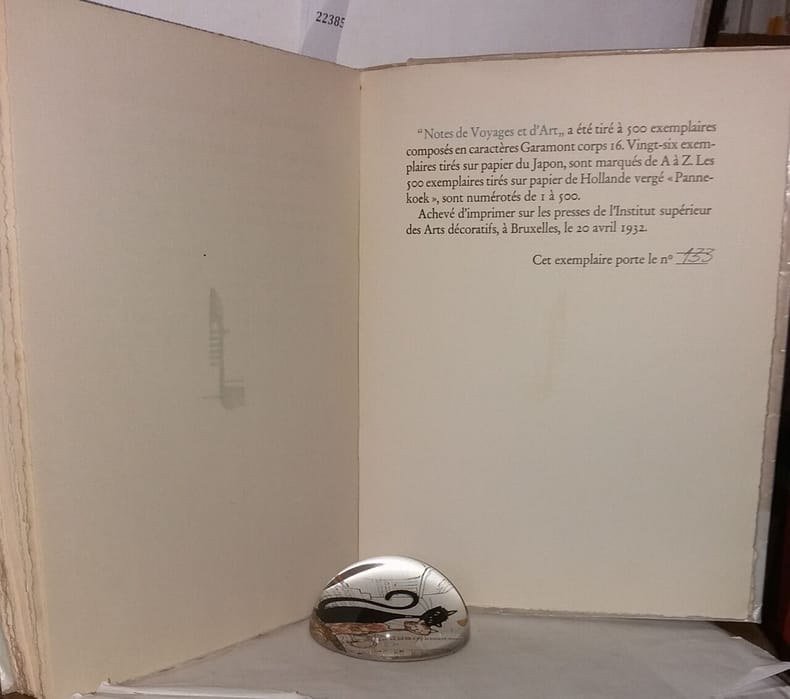 22385
“Notes de Voyages et d'Art„ a été tiré à 500 exemplaires
composés en caractères Garamont corps 16. Vingt-six exem-
plaires tirés sur papier du Japon, sont marqués de A à Z. Les
500 exemplaires tirés sur papier de Hollande vergé «Panne-
koek», sont numérotés de 1 à 500.
Achevé d'imprimer sur les presses de l'Institut supérieur
des Arts décoratifs, à Bruxelles, le 20 avril 1932.
Cet exemplaire porte le nº 133